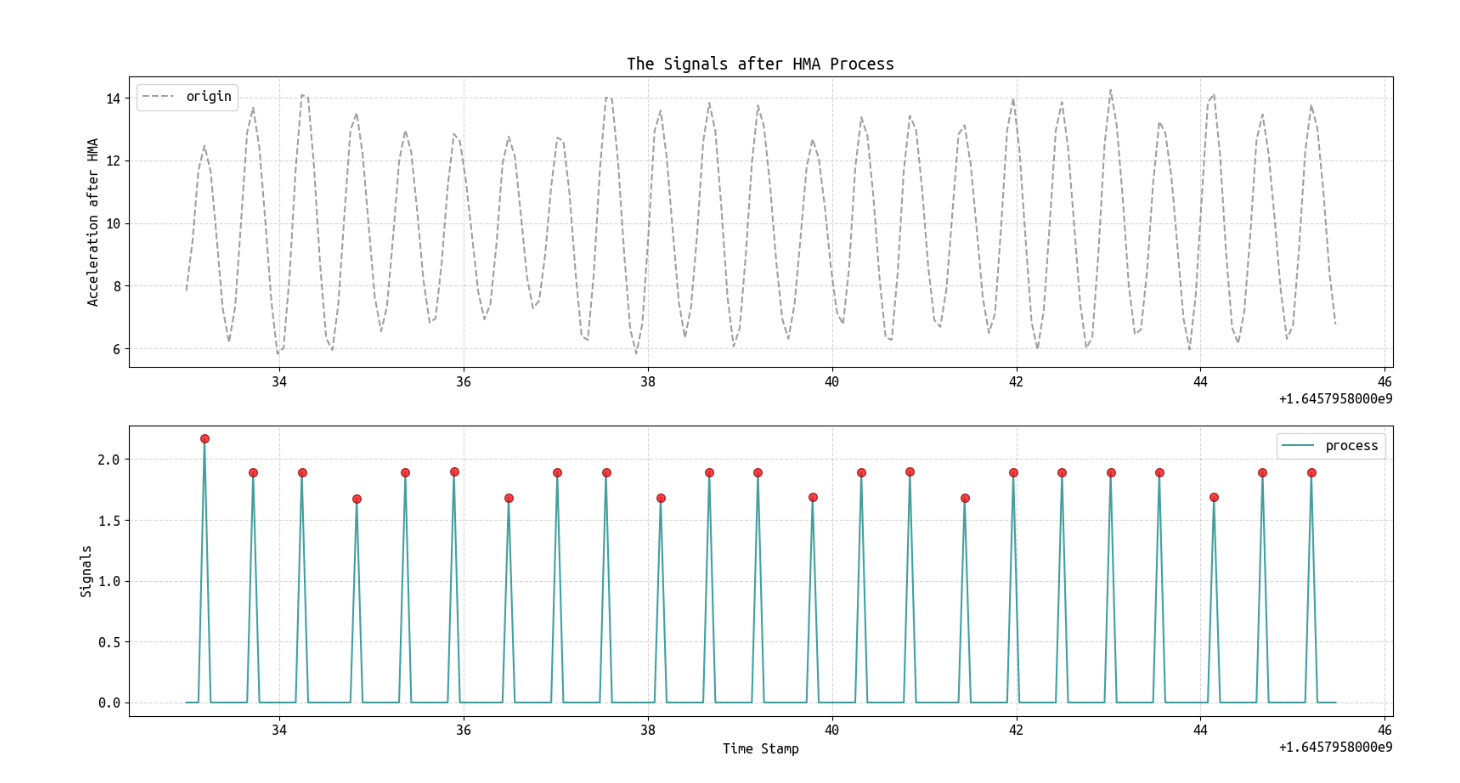 The Signals after HMA Process
origin
Acceleration after HMA
14
12
10
8
6
34 36 38 40 42 44 46
+1.6457958000e9
process
Signals
2.0
1.5
1.0
0.5
0.0
34 36 38 40 42 44 46
Time Stamp
+1.6457958000e9